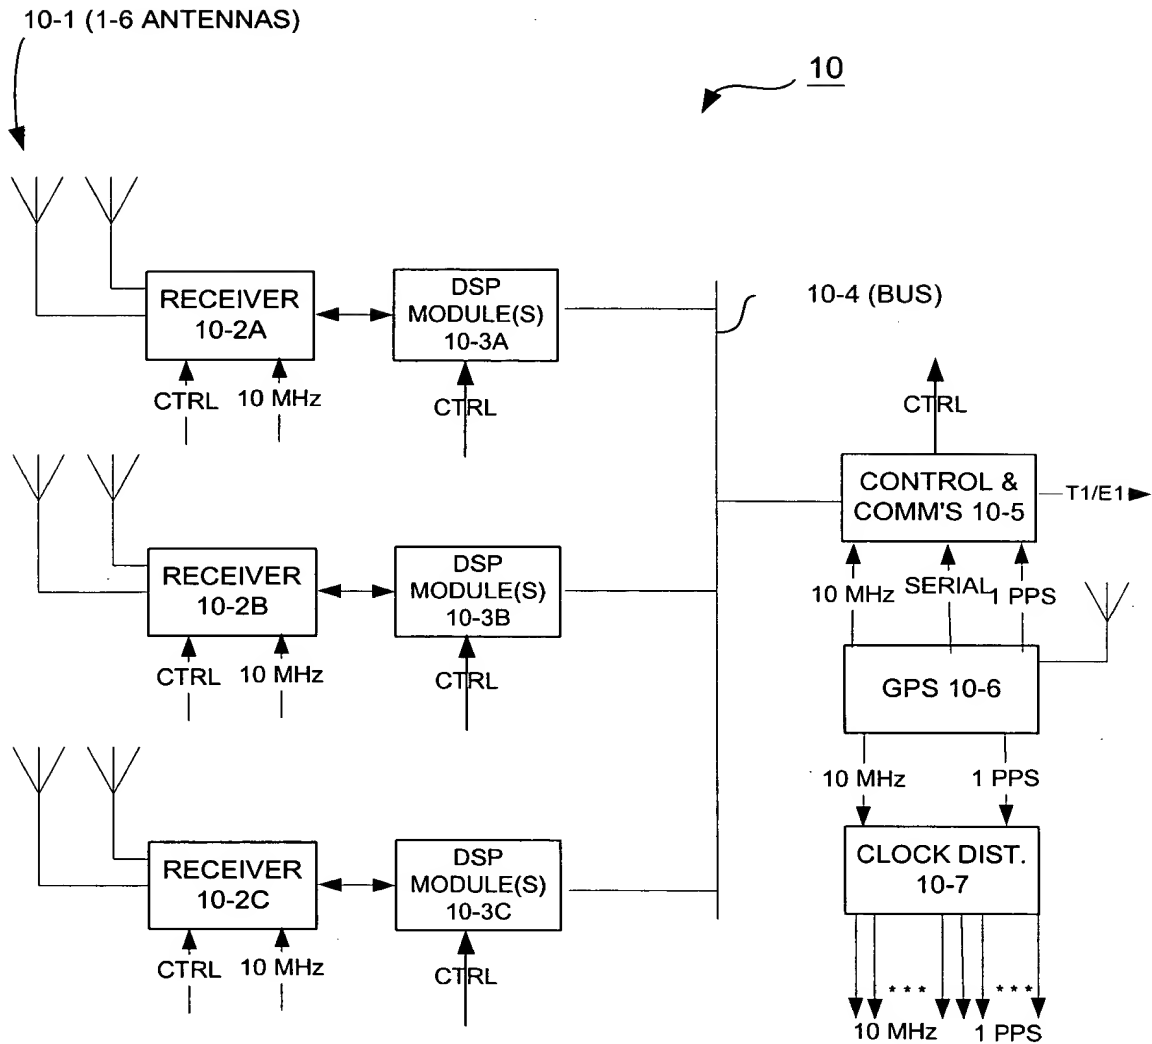 10-1 (1-6 ANTENNAS)
10
RECEIVER
10-2A
DSP
MODULE(S)
10-3A
10-4 (BUS)
CTRL
10 MHz
CTRL
CTRL
CONTROL &
COMM'S 10-5
T1/E1
RECEIVER
10-2B
DSP
MODULE(S)
10-3B
10 MHz
SERIAL
1 PPS
CTRL
10 MHz
CTRL
GPS 10-6
10 MHz
1 PPS
RECEIVER
10-2C
DSP
MODULE(S)
10-3C
CLOCK DIST.
10-7
CTRL
10 MHz
CTRL
* * *
* * *
10 MHz
1 PPS